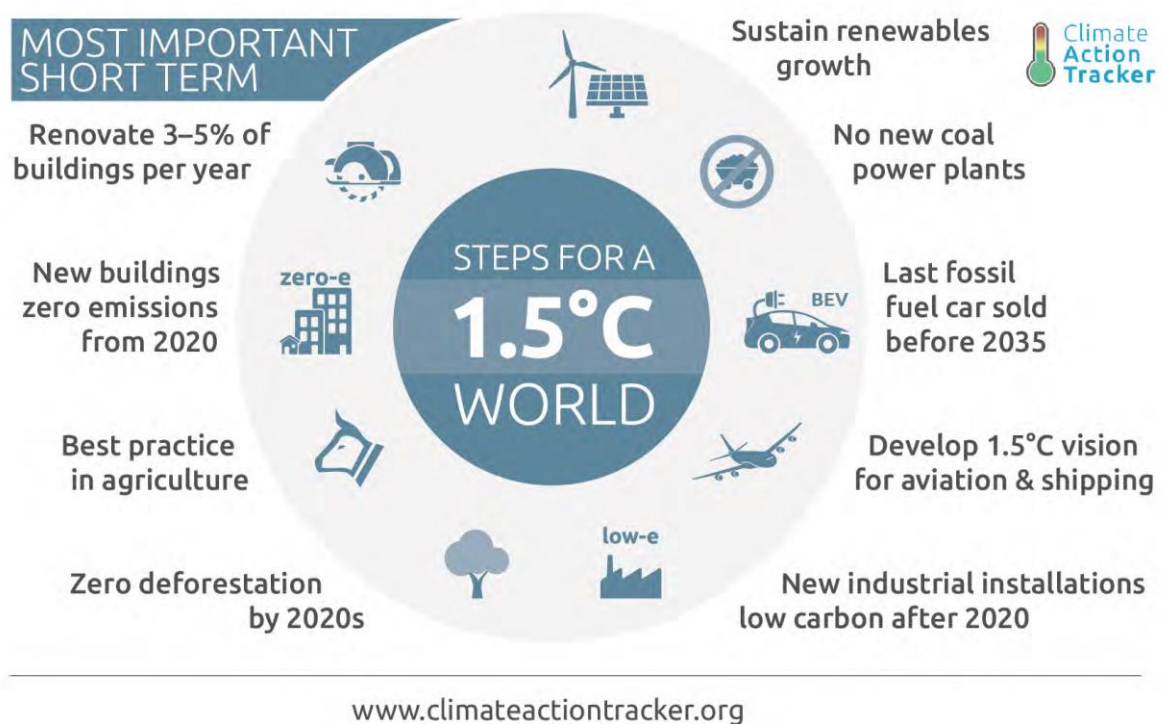 MOST IMPORTANT
SHORT TERM
STEPS FOR A
1.5°C
WORLD
Sustain renewables
growth
Climate
Action
Tracker
No new coal
power plants
BEV
Last fossil
fuel car sold
before 2035
Develop 1.5°C vision
for aviation & shipping
low-e
New industrial installations
low carbon after 2020
Zero deforestation
by 2020s
Best practice
in agriculture
zero-e
New buildings
zero emissions
from 2020
Renovate 3–5% of
buildings per year
www.climateactiontracker.org